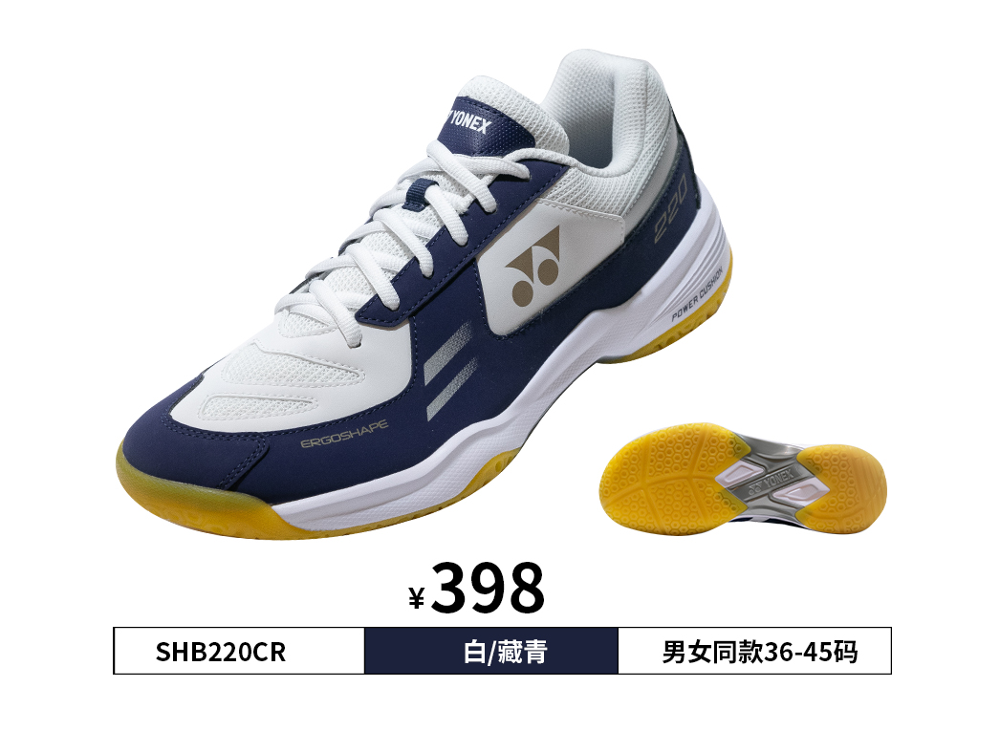 YONEX
220
POWER CUSHION
ERGOSHAPE
YONEX
¥398
SHB220CR
白/藏青
男女同款36-45码